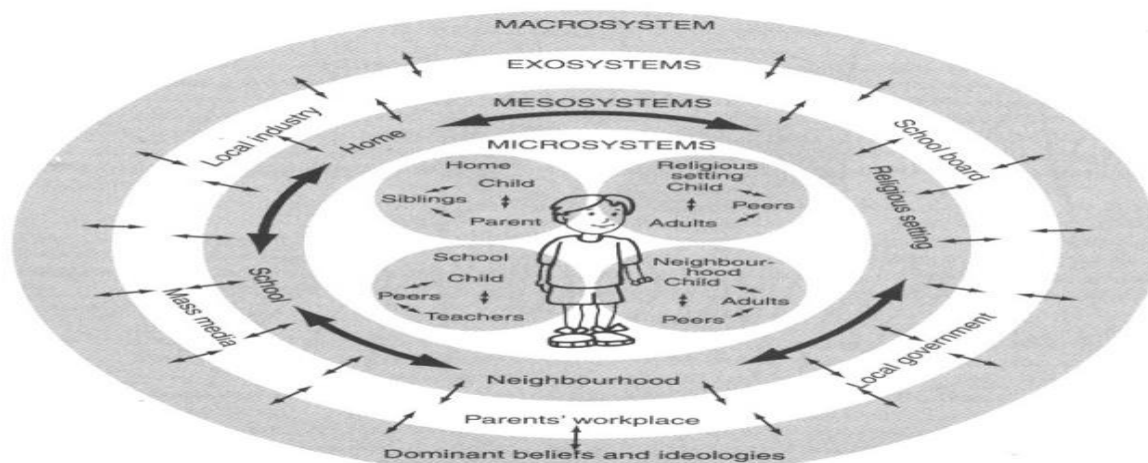 MACROSYSTEM
EXOSYSTEMS
MESOSYSTEMS
MICROSYSTEMS
Local industry
Home
School board
Religious setting
School
Mass media
Local government
Neighbourhood
Parents' workplace
Dominant beliefs and ideologies
Home
Child
Siblings
Parent
Religious
setting
Child
Peers
Adults
School
Child
Peers
Teachers
Neighbour-
hood
Child
Adults
Peers